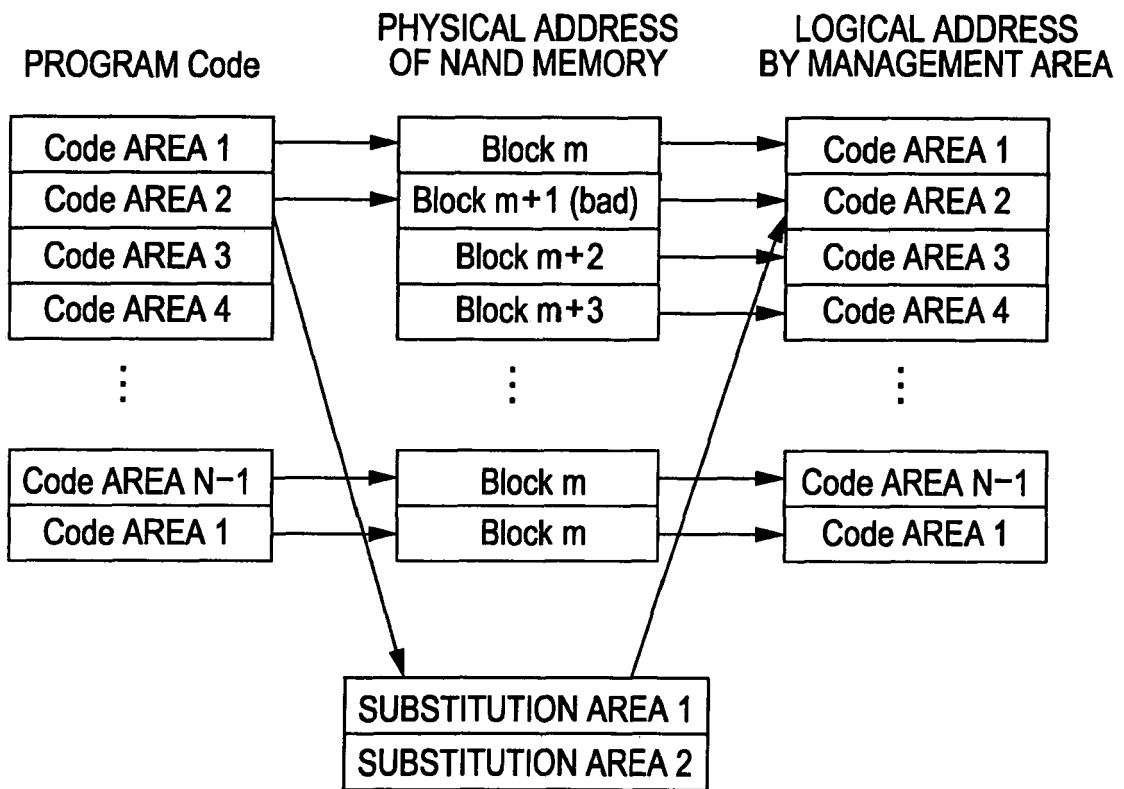 PROGRAM Code
PHYSICAL ADDRESS
OF NAND MEMORY
LOGICAL ADDRESS
BY MANAGEMENT AREA
Code AREA 1
Block m
Code AREA 1
Code AREA 2
Block m+1 (bad)
Code AREA 2
Code AREA 3
Block m+2
Code AREA 3
Code AREA 4
Block m+3
Code AREA 4
Code AREA N-1
Block m
Code AREA N-1
Code AREA 1
Block m
Code AREA 1
SUBSTITUTION AREA 1
SUBSTITUTION AREA 2